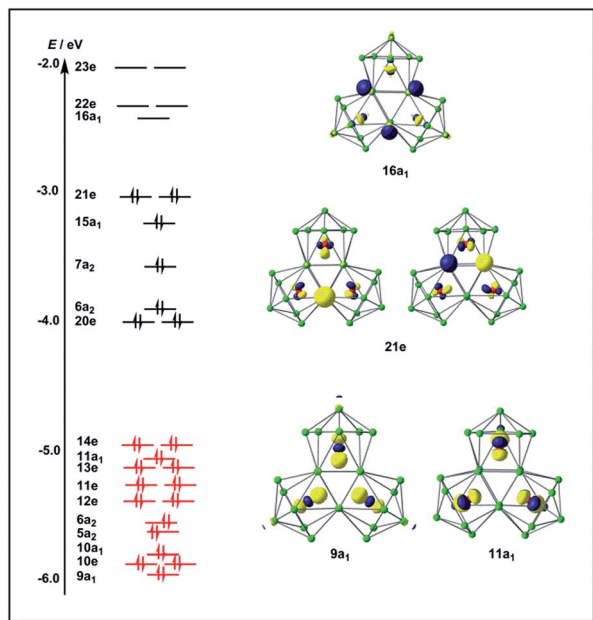 E / eV
-2.0
23e
22e
16a₁
16a₁
-3.0
21e
15a₁
7a₂
6a₂
-4.0
20e
21e
-5.0
14e
11a₁
13e
11e
12e
6a₂
5a₂
10a₁
10e
-6.0
9a₁
9a₁
11a₁